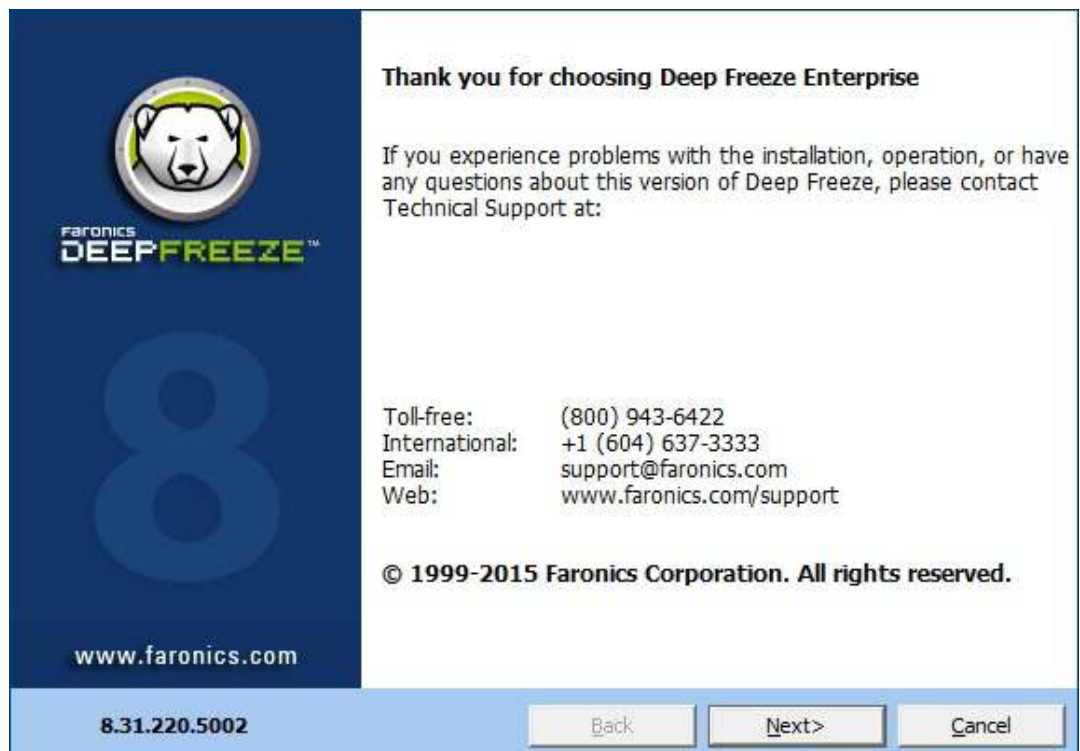 Faronics
DEEPFREEZE™
8
www.faronics.com
Thank you for choosing Deep Freeze Enterprise
If you experience problems with the installation, operation, or have
any questions about this version of Deep Freeze, please contact
Technical Support at:
Toll-free: (800) 943-6422
International: +1 (604) 637-3333
Email: support@faronics.com
Web: www.faronics.com/support
© 1999-2015 Faronics Corporation. All rights reserved.
8.31.220.5002
Back
Next>
Cancel